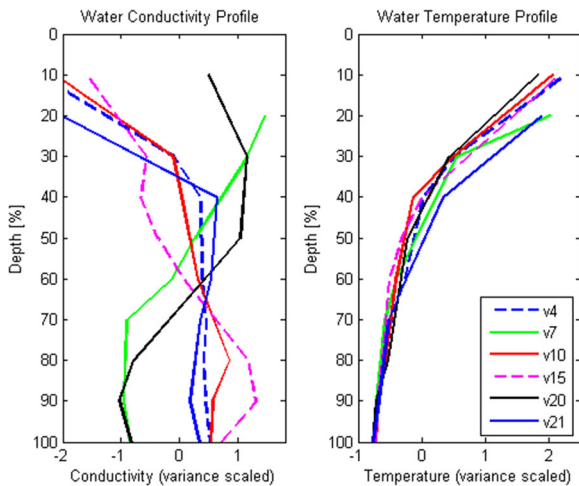 Water Conductivity Profile
0
10
20
30
40
50
60
70
80
90
100
Depth [%]
-2
-1
0
1
Conductivity (variance scaled)
Water Temperature Profile
0
10
20
30
40
50
60
70
80
90
100
Depth [%]
-1
0
1
2
Temperature (variance scaled)
v4
v7
v10
v15
v20
v21